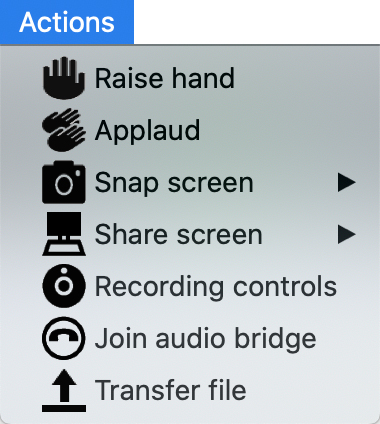 Actions
Raise hand
Applaud
Snap screen
Share screen
Recording controls
Join audio bridge
Transfer file